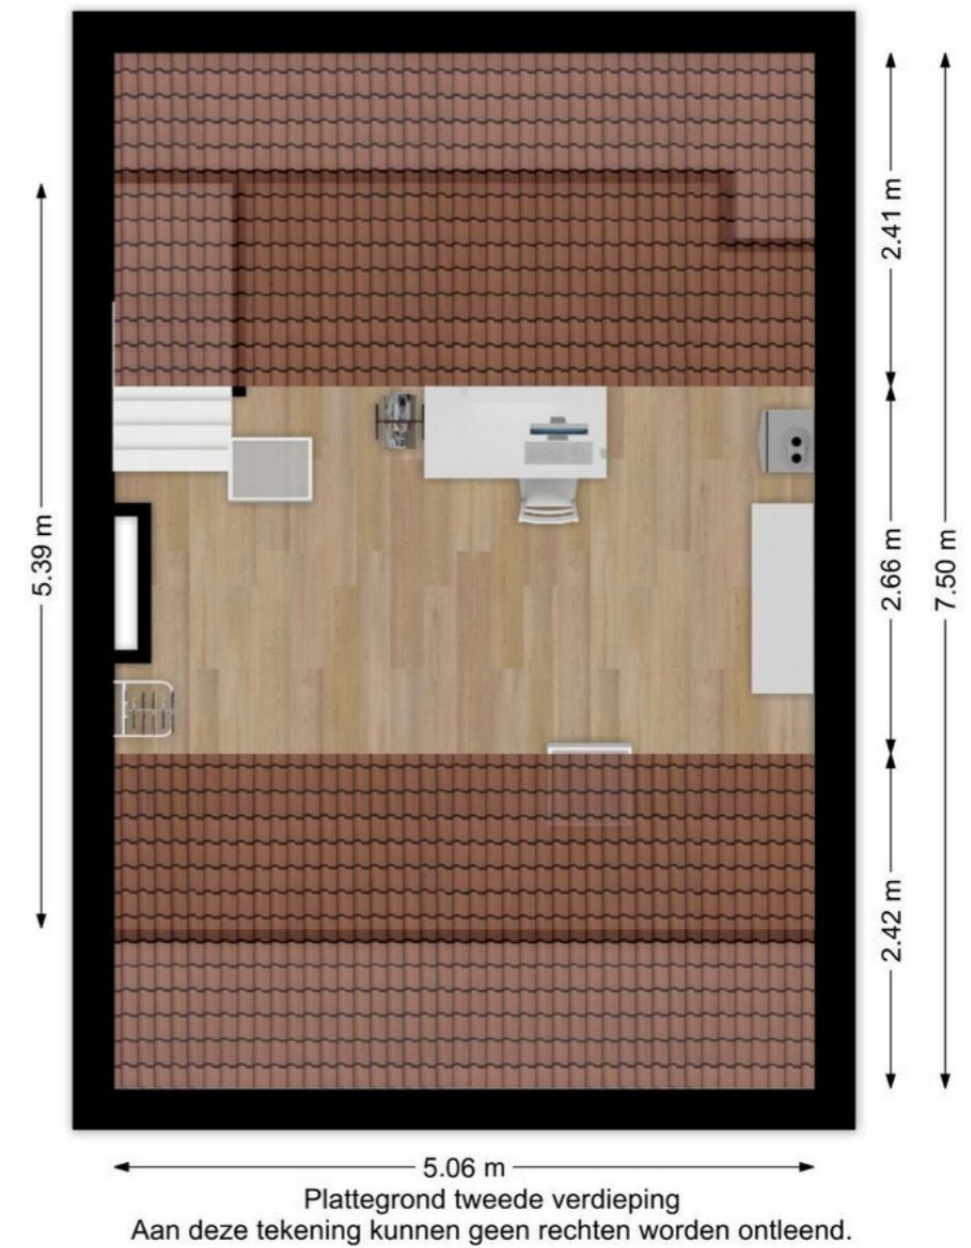 2.41 m
5.39 m
2.66 m
7.50 m
2.42 m
5.06 m
Plattegrond tweede verdieping
Aan deze tekening kunnen geen rechten worden ontleend.